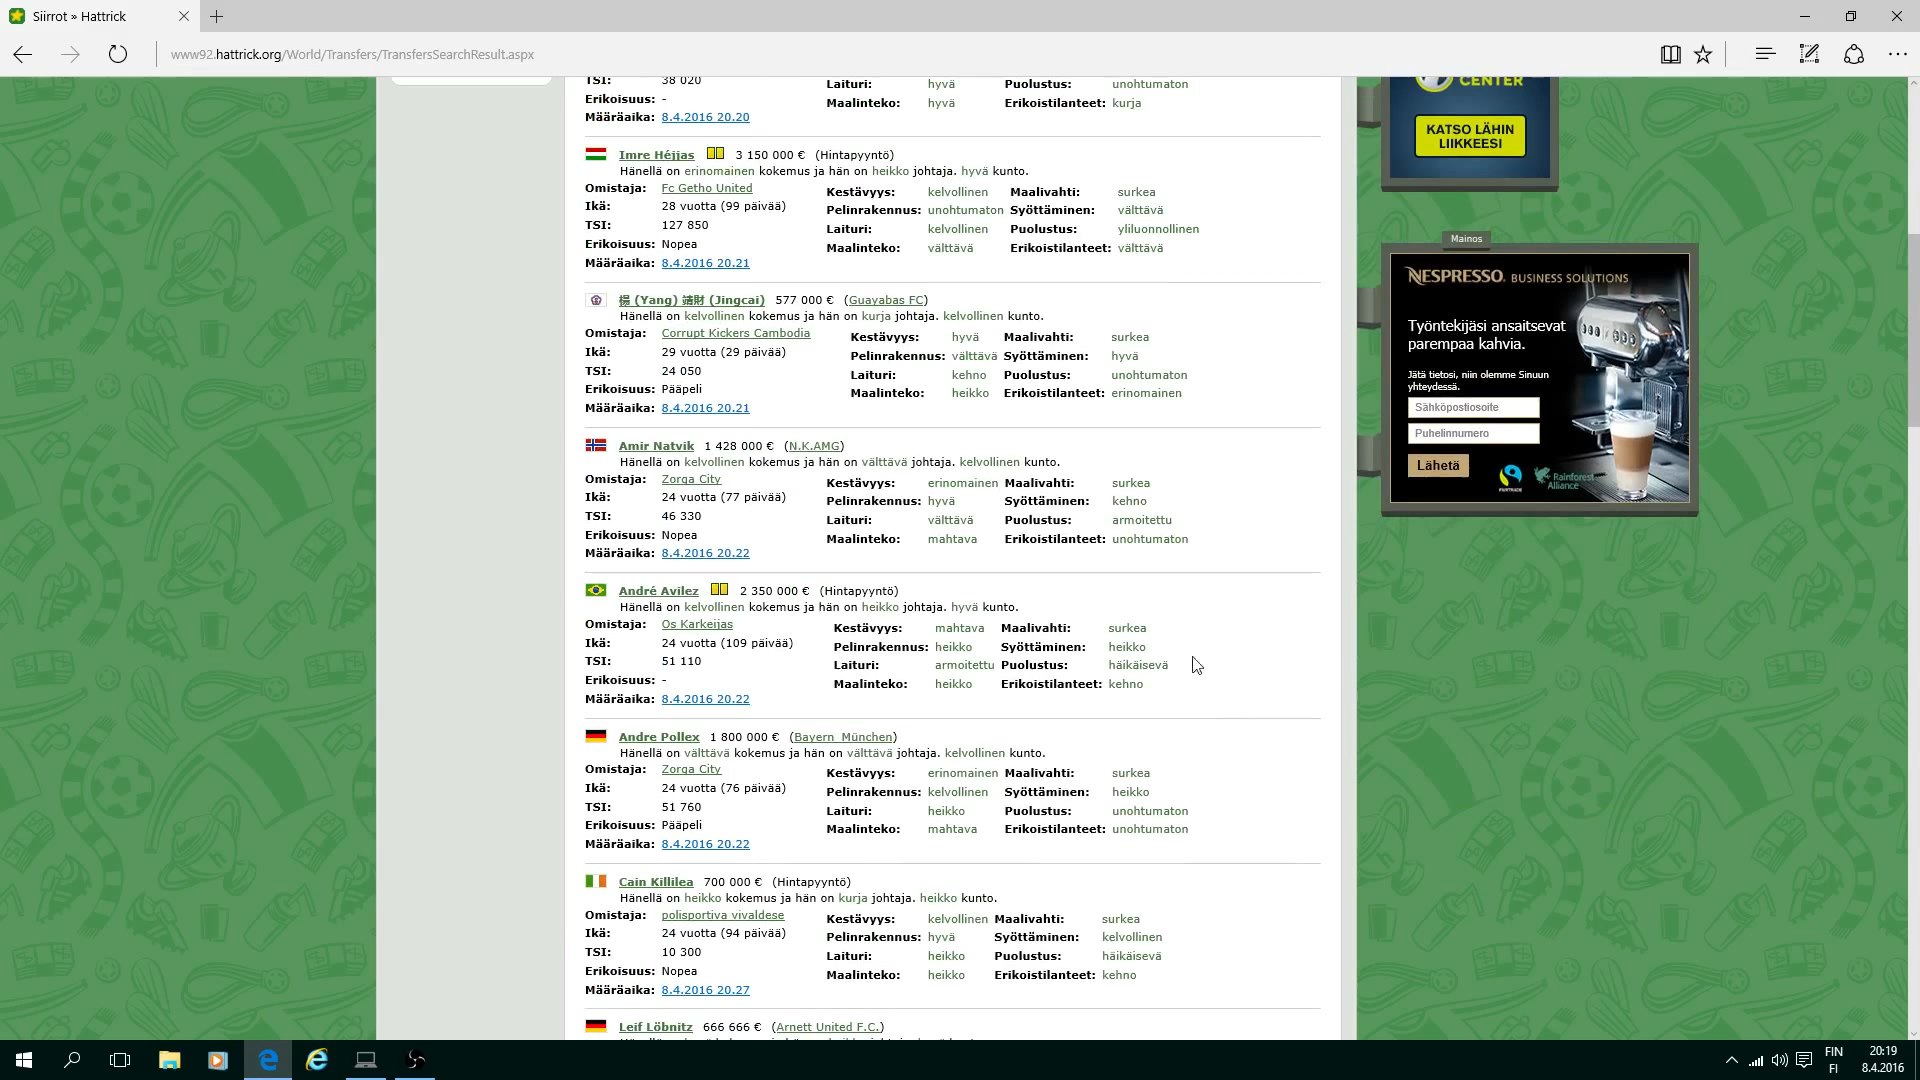 Siirrot » Hattrick
www92.hattrick.org/World/Transfers/TransfersSearchResult.aspx
TSI: 38 020 Laituri: hyvä Puolustus: unohtumaton
Erikoisuus: - Maalinteko: hyvä Erikoistilanteet: kurja
Määräaika: 8.4.2016 20.20
Imre Héjjas 3 150 000 € (Hintapyyntö)
Hänellä on erinomainen kokemus ja hän on heikko johtaja. hyvä kunto.
Omistaja: Fc Getho United Kestävyys: kelvollinen Maalivahti: surkea
Ikä: 28 vuotta (99 päivää) Pelinrakennus: unohtumaton Syöttäminen: välttävä
TSI: 127 850 Laituri: kelvollinen Puolustus: yliluonnollinen
Erikoisuus: Nopea Maalinteko: välttävä Erikoistilanteet: välttävä
Määräaika: 8.4.2016 20.21
楊 (Yang) 靖財 (Jingcai) 577 000 € (Guayabas FC)
Hänellä on kelvollinen kokemus ja hän on kurja johtaja. kelvollinen kunto.
Omistaja: Corrupt Kickers Cambodia Kestävyys: hyvä Maalivahti: surkea
Ikä: 29 vuotta (29 päivää) Pelinrakennus: välttävä Syöttäminen: hyvä
TSI: 24 050 Laituri: kehno Puolustus: unohtumaton
Erikoisuus: Pääpeli Maalinteko: heikko Erikoistilanteet: erinomainen
Määräaika: 8.4.2016 20.21
Amir Natvik 1 428 000 € (N.K.AMG)
Hänellä on kelvollinen kokemus ja hän on välttävä johtaja. kelvollinen kunto.
Omistaja: Zorga City Kestävyys: erinomainen Maalivahti: surkea
Ikä: 24 vuotta (77 päivää) Pelinrakennus: hyvä Syöttäminen: kehno
TSI: 46 330 Laituri: välttävä Puolustus: armoitettu
Erikoisuus: Nopea Maalinteko: mahtava Erikoistilanteet: unohtumaton
Määräaika: 8.4.2016 20.22
André Avilez 2 350 000 € (Hintapyyntö)
Hänellä on kelvollinen kokemus ja hän on heikko johtaja. hyvä kunto.
Omistaja: Os Karkeijas Kestävyys: mahtava Maalivahti: surkea
Ikä: 24 vuotta (109 päivää) Pelinrakennus: heikko Syöttäminen: heikko
TSI: 51 110 Laituri: armoitettu Puolustus: häikäisevä
Erikoisuus: - Maalinteko: heikko Erikoistilanteet: kehno
Määräaika: 8.4.2016 20.22
Andre Pollex 1 800 000 € (Bayern_München)
Hänellä on välttävä kokemus ja hän on välttävä johtaja. kelvollinen kunto.
Omistaja: Zorga City Kestävyys: erinomainen Maalivahti: surkea
Ikä: 24 vuotta (76 päivää) Pelinrakennus: kelvollinen Syöttäminen: heikko
TSI: 51 760 Laituri: heikko Puolustus: unohtumaton
Erikoisuus: Pääpeli Maalinteko: mahtava Erikoistilanteet: unohtumaton
Määräaika: 8.4.2016 20.22
Cain Killilea 700 000 € (Hintapyyntö)
Hänellä on heikko kokemus ja hän on kurja johtaja. heikko kunto.
Omistaja: polisportiva vivaldese Kestävyys: kelvollinen Maalivahti: surkea
Ikä: 24 vuotta (94 päivää) Pelinrakennus: hyvä Syöttäminen: kelvollinen
TSI: 10 300 Laituri: heikko Puolustus: häikäisevä
Erikoisuus: Nopea Maalinteko: heikko Erikoistilanteet: kehno
Määräaika: 8.4.2016 20.27
Leif Löbnitz 666 666 € (Arnett United F.C.)
CENTER
KATSO LÄHIN
LIIKKEESI
Mainos
NESPRESSO. BUSINESS SOLUTIONS
Työntekijäsi ansaitsevat
parempaa kahvia.
Jätä tietosi, niin olemme Sinuun
yhteydessä.
Sähköpostiosoite
Puhelinnumero
Lähetä
FAIRTRADE
Rainforest
Alliance
FIN
FI
20:19
8.4.2016